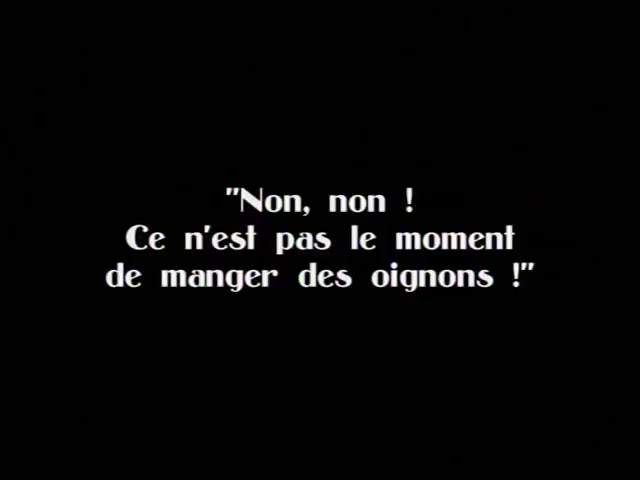 "Non, non !
Ce n'est pas le moment
de manger des oignons !"